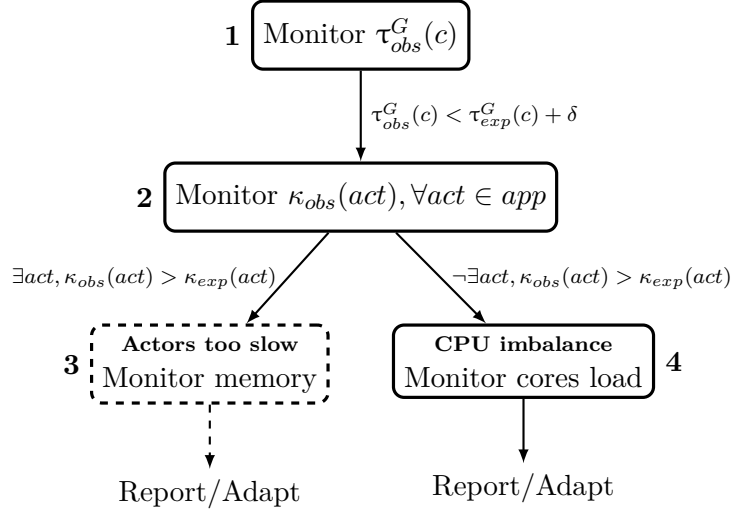 1 Monitor τ^G_obs(c)
τ^G_obs(c) < τ^G_exp(c) + δ
2 Monitor κ_obs(act), ∀act ∈ app
∃act, κ_obs(act) > κ_exp(act)
¬∃act, κ_obs(act) > κ_exp(act)
3
Actors too slow
Monitor memory
CPU imbalance
Monitor cores load
4
Report/Adapt
Report/Adapt